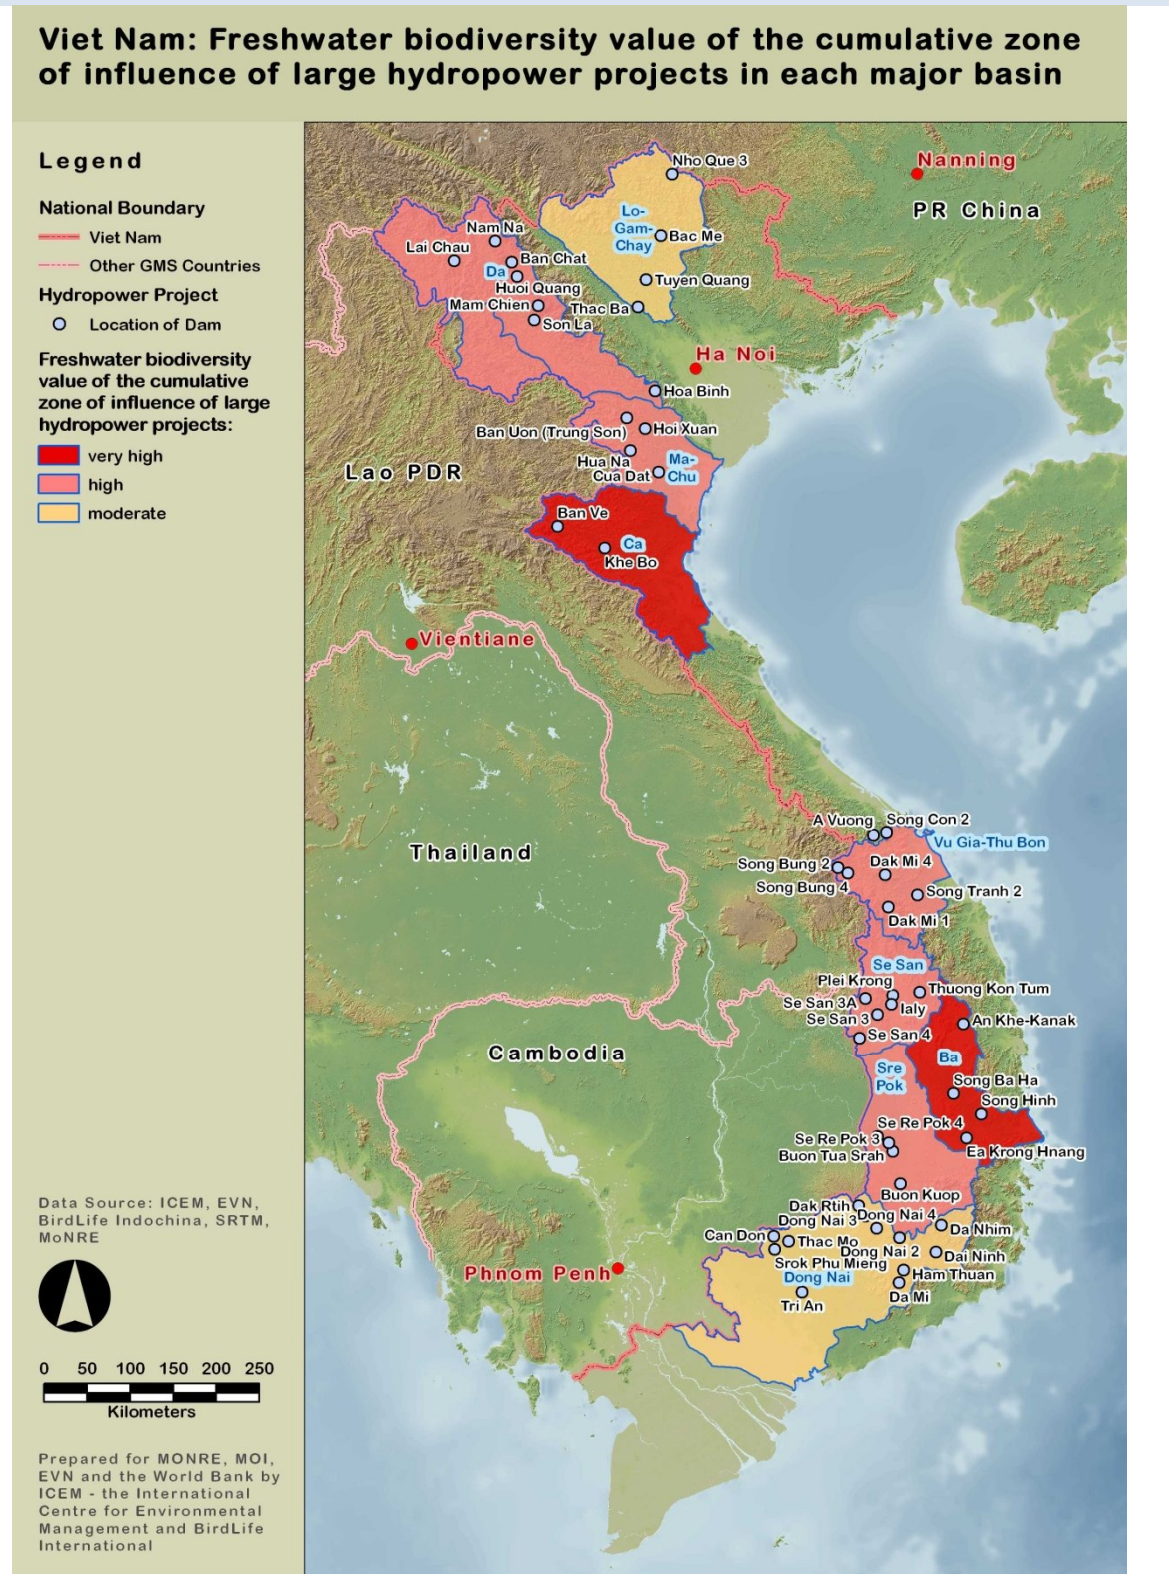 Viet Nam: Freshwater biodiversity value of the cumulative zone
of influence of large hydropower projects in each major basin
Legend
National Boundary
Viet Nam
Other GMS Countries
Hydropower Project
Location of Dam
Freshwater biodiversity
value of the cumulative
zone of influence of large
hydropower projects:
very high
high
moderate
Data Source: ICEM, EVN,
BirdLife Indochina, SRTM,
MoNRE
0 50 100 150 200 250
Kilometers
Prepared for MONRE, MOI,
EVN and the World Bank by
ICEM - the International
Centre for Environmental
Management and BirdLife
International
Nho Que 3
Nanning
PR China
Lo-
Gam-
Chay
Bac Me
Nam Na
Lai Chau
Ban Chat
Da
Huoi Quang
Tuyen Quang
Mam Chien
Thac Ba
Son La
Ha Noi
Hoa Binh
Ban Uon (Trung Son)
Hoi Xuan
Hua Na
Ma-
Chu
Cua Dat
Lao PDR
Ban Ve
Ca
Khe Bo
Vientiane
Thailand
A Vuong
Song Con 2
Vu Gia-Thu Bon
Song Bung 2
Dak Mi 4
Song Bung 4
Song Tranh 2
Dak Mi 1
Se San
Plei Krong
Thuong Kon Tum
Se San 3A
Ialy
Se San 3
An Khe-Kanak
Se San 4
Cambodia
Ba
Sre
Pok
Song Ba Ha
Song Hinh
Se Re Pok 4
Se Re Pok 3
Buon Tua Srah
Ea Krong Hnang
Buon Kuop
Dak Rtih
Dong Nai 4
Dong Nai 3
Da Nhim
Can Don
Thac Mo
Dong Nai 2
Dai Ninh
Srok Phu Mieng
Phnom Penh
Dong Nai
Ham Thuan
Da Mi
Tri An